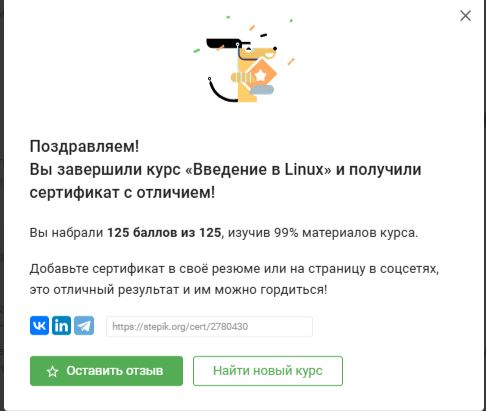 Поздравляем!
Вы завершили курс «Введение в Linux» и получили
сертификат с отличием!
Вы набрали 125 баллов из 125, изучив 99% материалов курса.
Добавьте сертификат в своё резюме или на страницу в соцсетях,
это отличный результат и им можно гордиться!
https://stepik.org/cert/2780430
Оставить отзыв
Найти новый курс